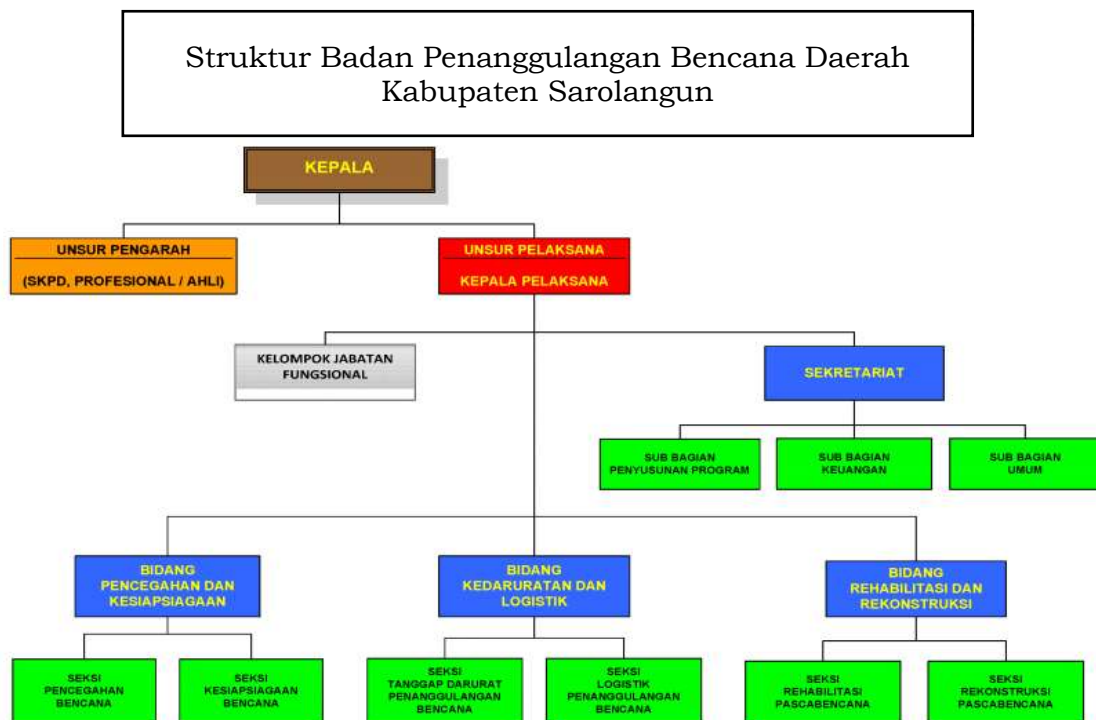 Struktur Badan Penanggulangan Bencana Daerah
Kabupaten Sarolangun
KEPALA
UNSUR PENGARAH
(SKPD, PROFESIONAL / AHLI)
UNSUR PELAKSANA
KEPALA PELAKSANA
KELOMPOK JABATAN
FUNGSIONAL
SEKRETARIAT
SUB BAGIAN
PENYUSUNAN PROGRAM
SUB BAGIAN
KEUANGAN
SUB BAGIAN
UMUM
BIDANG
PENCEGAHAN DAN
KESIAPSIAGAAN
BIDANG
KEDARURATAN DAN
LOGISTIK
BIDANG
REHABILITASI DAN
REKONSTRUKSI
SEKSI
PENCEGAHAN
BENCANA
SEKSI
KESIAPSIAGAAN
BENCANA
SEKSI
TANGGAP DARURAT
PENANGGULANGAN
BENCANA
SEKSI
LOGISTIK
PENANGGULANGAN
BENCANA
SEKSI
REHABILITASI
PASCABENCANA
SEKSI
REKONSTRUKSI
PASCABENCANA